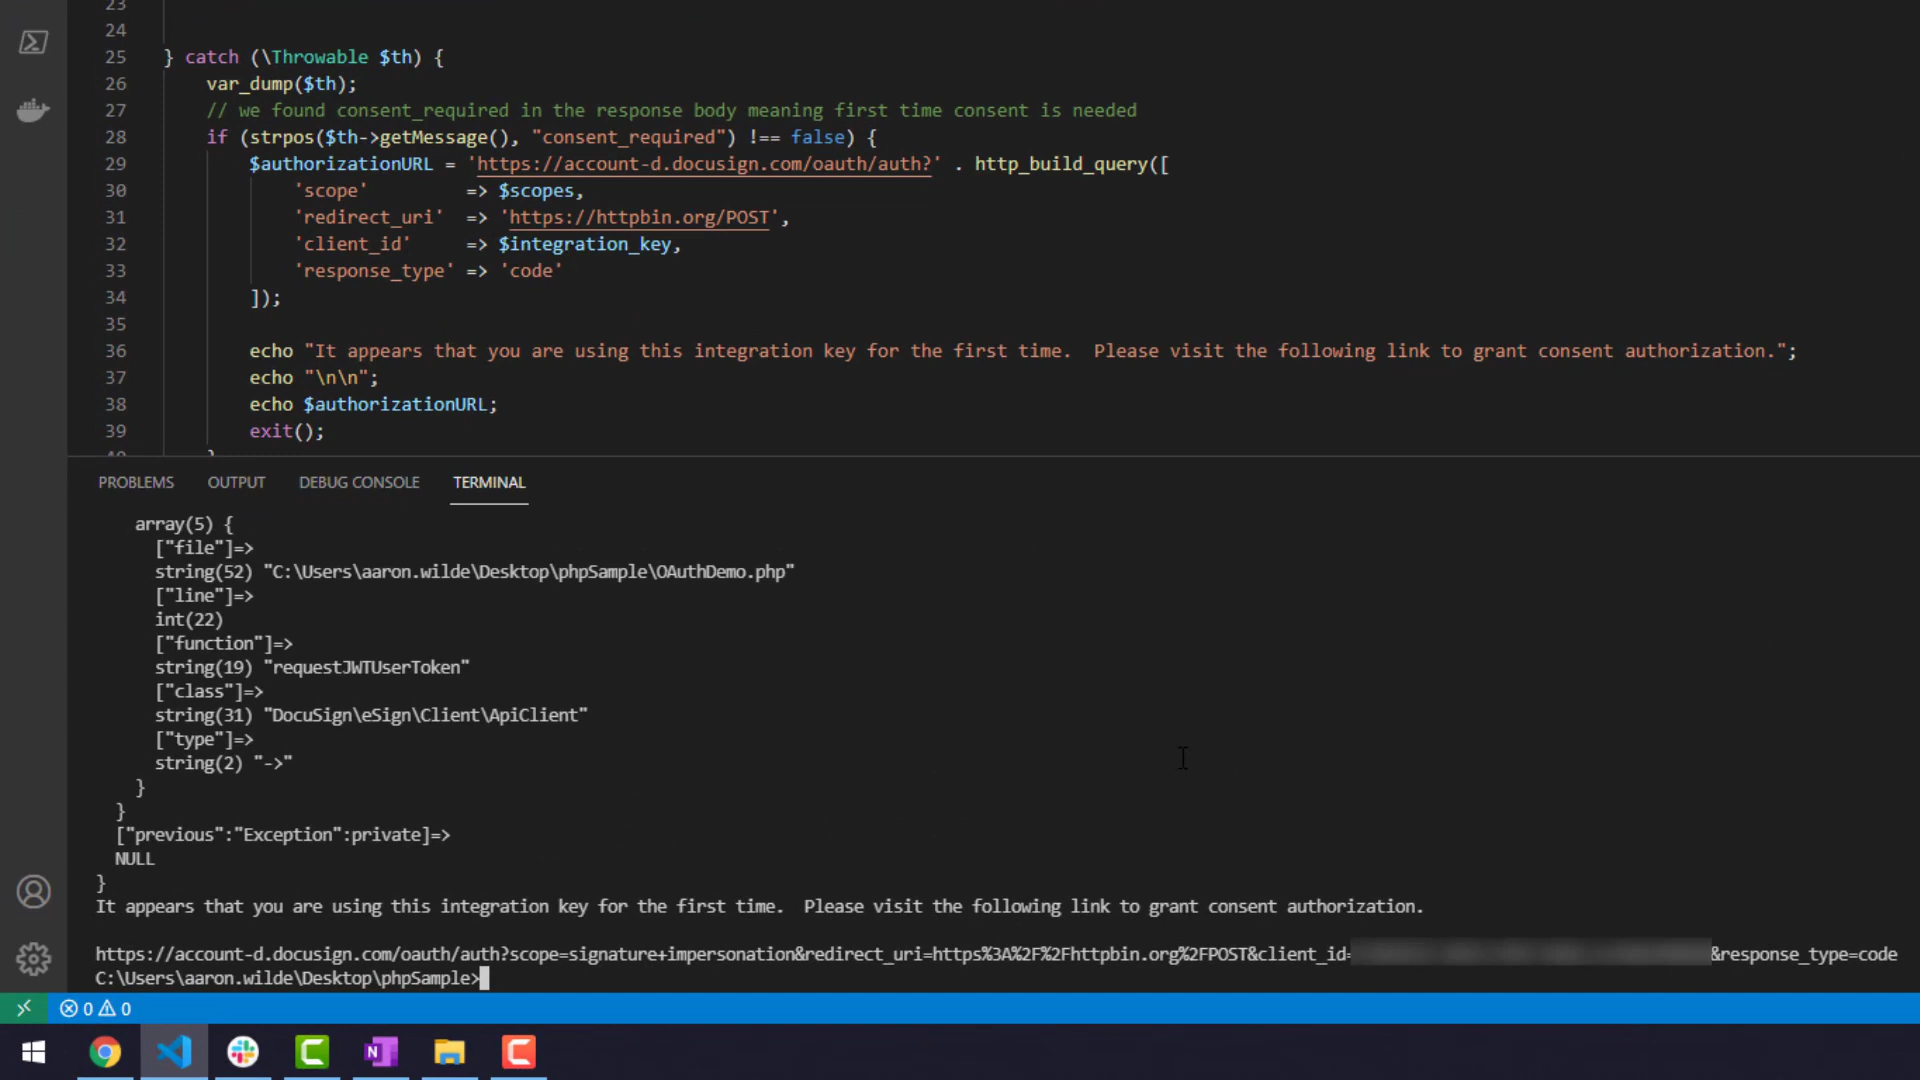 23
24
25 } catch (\Throwable $th) {
26 var_dump($th);
27 // we found consent_required in the response body meaning first time consent is needed
28 if (strpos($th->getMessage(), "consent_required") !== false) {
29 $authorizationURL = 'https://account-d.docusign.com/oauth/auth?' . http_build_query([
30 'scope' => $scopes,
31 'redirect_uri' => 'https://httpbin.org/POST',
32 'client_id' => $integration_key,
33 'response_type' => 'code'
34 ]);
35
36 echo "It appears that you are using this integration key for the first time.  Please visit the following link to grant consent authorization.";
37 echo "\n\n";
38 echo $authorizationURL;
39 exit();
40 }
PROBLEMS OUTPUT DEBUG CONSOLE TERMINAL
array(5) {
["file"]=>
string(52) "C:\Users\aaron.wilde\Desktop\phpSample\OAuthDemo.php"
["line"]=>
int(22)
["function"]=>
string(19) "requestJWTUserToken"
["class"]=>
string(31) "DocuSign\eSign\Client\ApiClient"
["type"]=>
string(2) "->"
}
}
["previous":"Exception":private]=>
NULL
}
It appears that you are using this integration key for the first time.  Please visit the following link to grant consent authorization.
https://account-d.docusign.com/oauth/auth?scope=signature+impersonation&redirect_uri=https%3A%2F%2Fhttpbin.org%2FPOST&client_id= &response_type=code
C:\Users\aaron.wilde\Desktop\phpSample>
0 0